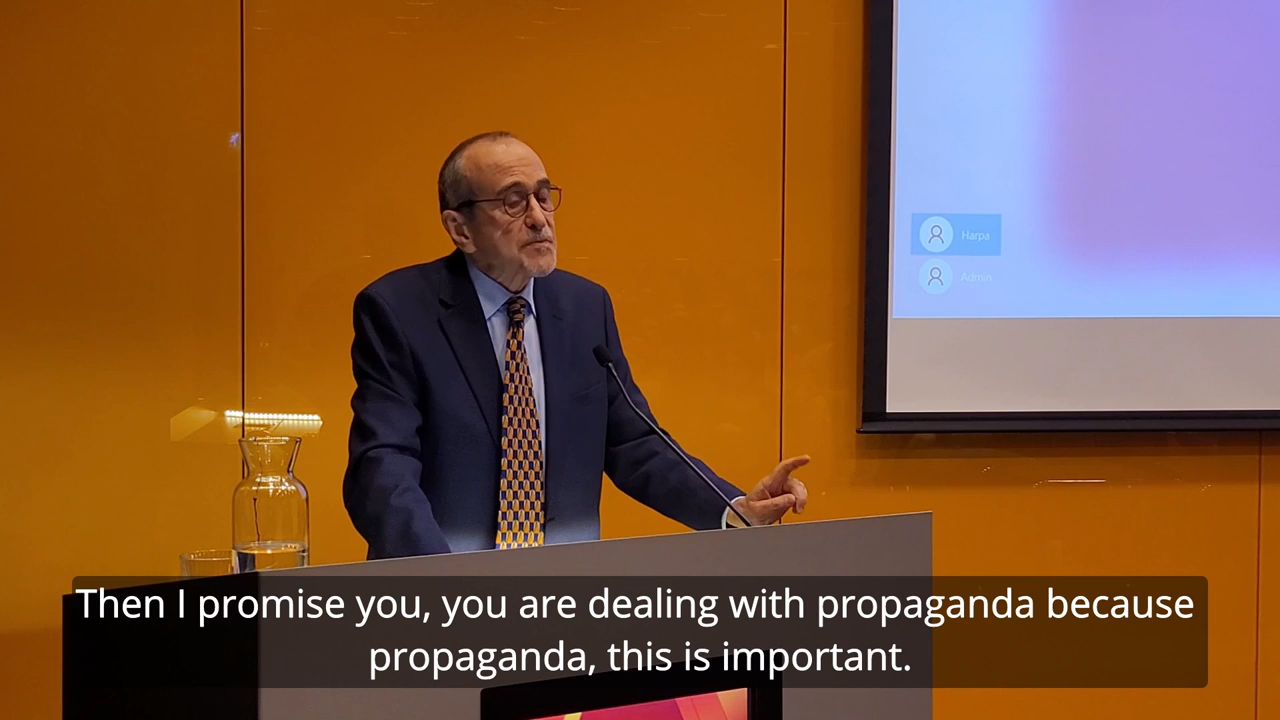 Harpa
Admin
Then I promise you, you are dealing with propaganda because
propaganda, this is important.